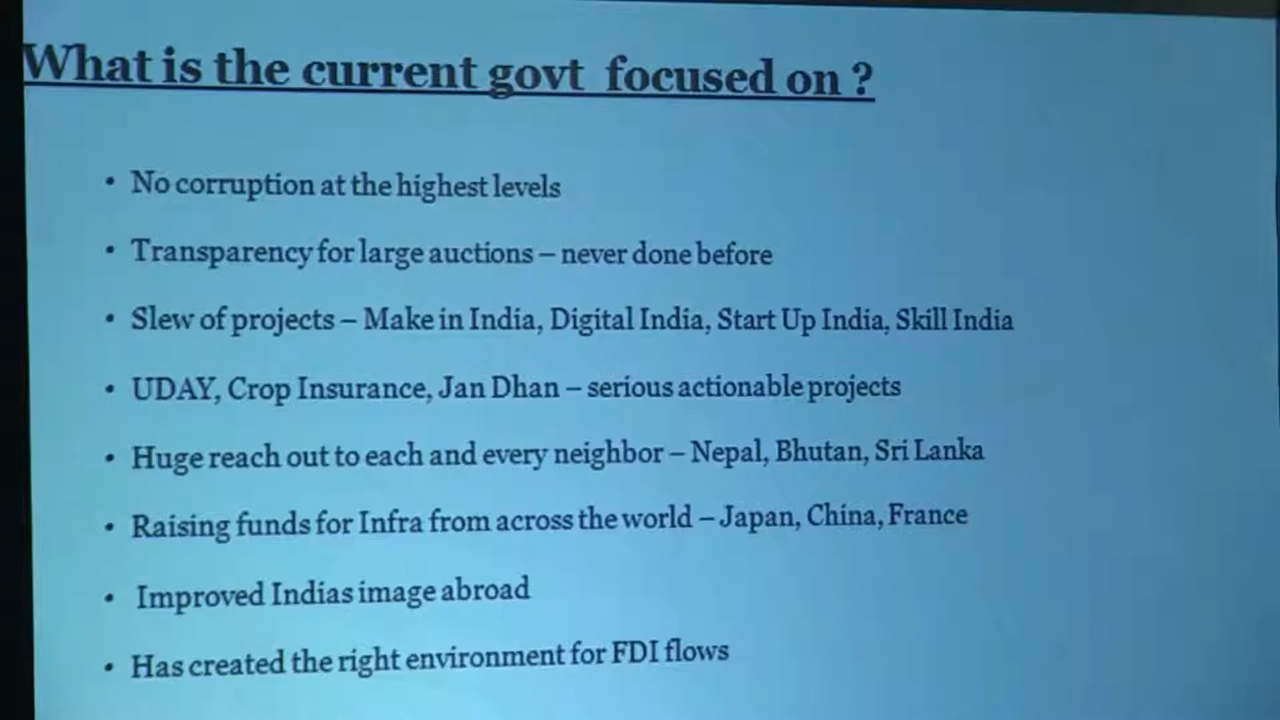 What is the current govt focused on ?
• No corruption at the highest levels
• Transparency for large auctions – never done before
• Slew of projects – Make in India, Digital India, Start Up India, Skill India
• UDAY, Crop Insurance, Jan Dhan – serious actionable projects
• Huge reach out to each and every neighbor – Nepal, Bhutan, Sri Lanka
• Raising funds for Infra from across the world – Japan, China, France
• Improved Indias image abroad
• Has created the right environment for FDI flows